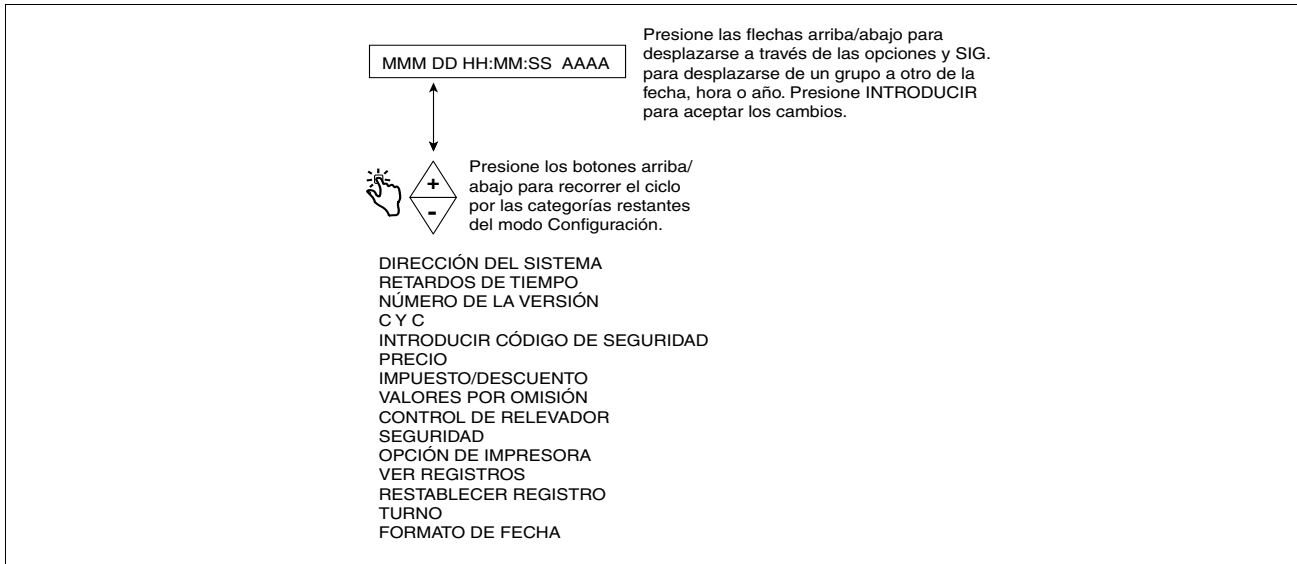 MMM DD HH:MM:SS AAAA
Presione las flechas arriba/abajo para
desplazarse a través de las opciones y SIG.
para desplazarse de un grupo a otro de la
fecha, hora o año. Presione INTRODUCIR
para aceptar los cambios.
+
-
Presione los botones arriba/
abajo para recorrer el ciclo
por las categorías restantes
del modo Configuración.
DIRECCIÓN DEL SISTEMA
RETARDOS DE TIEMPO
NÚMERO DE LA VERSIÓN
C Y C
INTRODUCIR CÓDIGO DE SEGURIDAD
PRECIO
IMPUESTO/DESCUENTO
VALORES POR OMISIÓN
CONTROL DE RELEVADOR
SEGURIDAD
OPCIÓN DE IMPRESORA
VER REGISTROS
RESTABLECER REGISTRO
TURNO
FORMATO DE FECHA